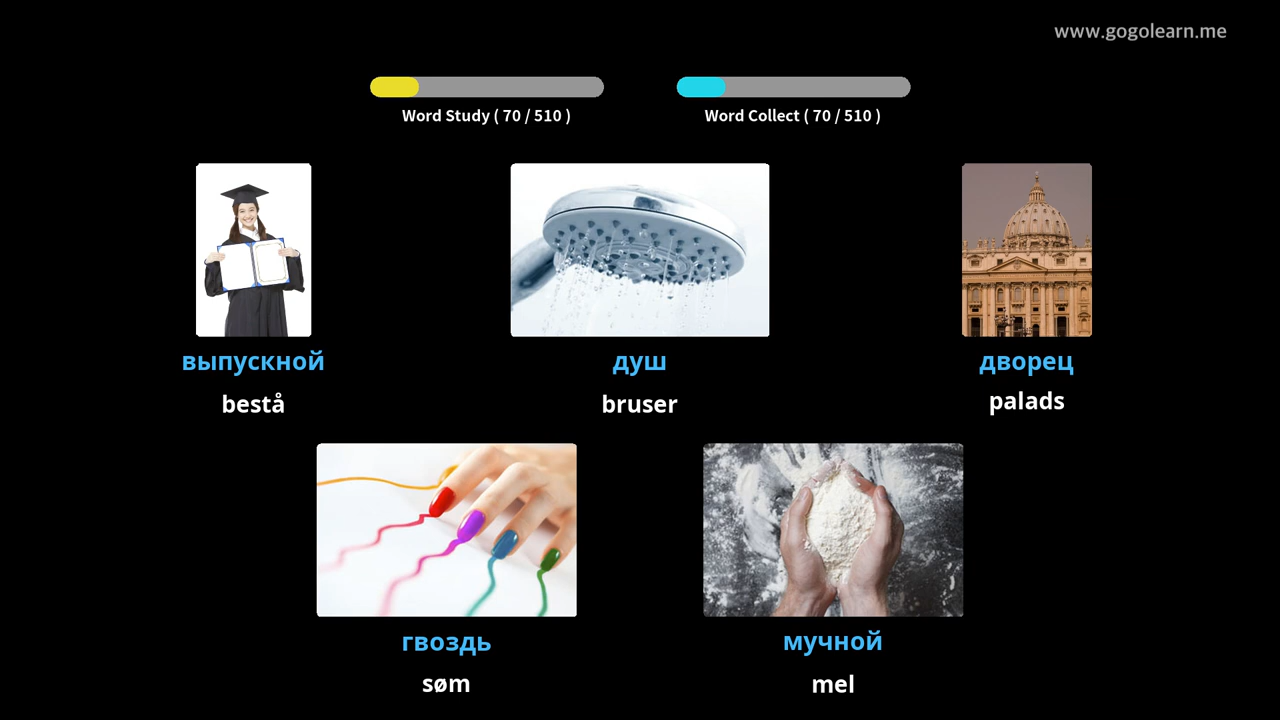 www.gogolearn.me
Word Study ( 70 / 510 )
Word Collect ( 70 / 510 )
выпускной
bestå
душ
bruser
дворец
palads
гвоздь
søm
мучной
mel